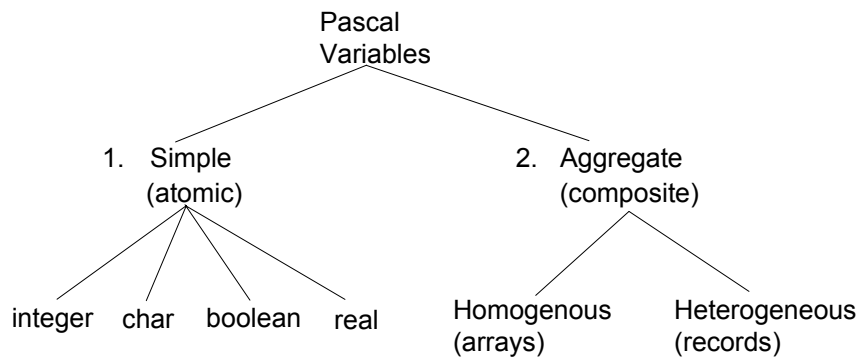 Pascal
Variables
1. Simple
(atomic)
2. Aggregate
(composite)
integer
char
boolean
real
Homogenous
(arrays)
Heterogeneous
(records)